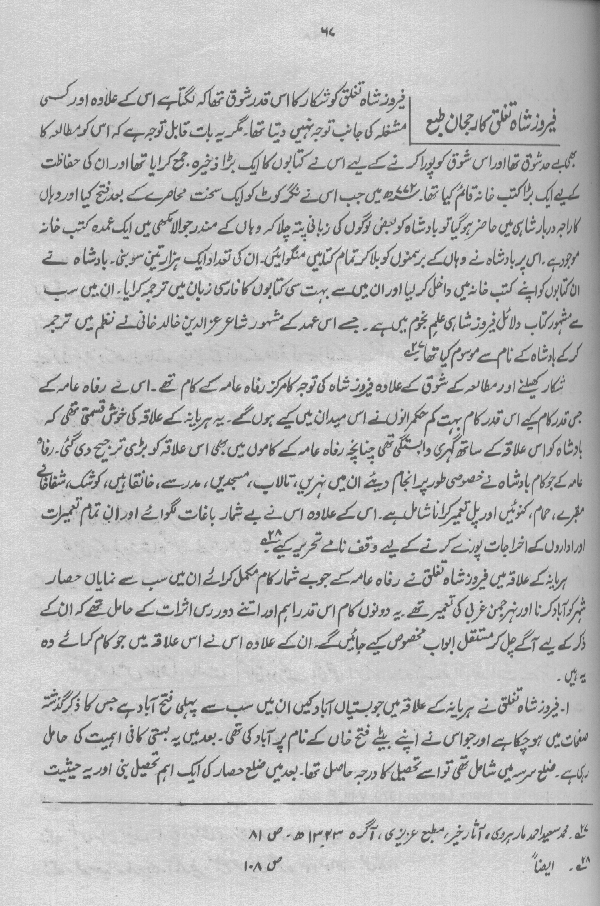 ۶۸
فیروز شاہ تغلق کا رجحان طبع
فیروز شاہ تغلق کو شکار کا اس قدر شوق تھا کہ لگتا ہے اس کے علاوہ اور کسی
مشغلہ کی جانب توجہ نہیں دیتا تھا۔ مگر یہ بات قابل توجہ ہے کہ اس کو مطالعہ کا
بھی بے حد شوق تھا اور اس شوق کو پورا کرنے کے لیے اس نے کتابوں کا ایک بڑا ذخیرہ جمع کرایا تھا اور ان کی حفاظت
کے لیے ایک بڑا کتب خانہ قائم کیا تھا۔ ۷۷۲ھ میں جب اس نے نگر کوٹ کو ایک سخت محاصرے کے بعد فتح کیا اور وہاں
کا راجہ دربار شاہی میں حاضر ہو گیا تو بادشاہ کو بعض لوگوں کی زبانی پتہ چلا کہ وہاں کے مندر جوالا مکھی میں ایک عمدہ کتب خانہ
موجود ہے۔ اس پر بادشاہ نے وہاں کے برہمنوں کو بلا کر تمام کتابیں منگوائیں۔ ان کی تعداد ایک ہزار تین سو تھی۔ بادشاہ نے
ان کتابوں کو اپنے کتب خانہ میں داخل کر لیا اور ان میں سے بہت سی کتابوں کا فارسی زبان میں ترجمہ کرایا۔ ان میں سب
سے مشہور کتاب دلائل فیروز شاہی علم نجوم میں ہے۔ جسے اس عہد کے مشہور شاعر عزالدین خالد خانی نے نظم میں ترجمہ
کر کے بادشاہ کے نام سے موسوم کیا تھا۲۷؎
شکار کھیلنے اور مطالعہ کے شوق کے علاوہ فیروز شاہ کی توجہ کا مرکز رفاہ عامہ کے کام تھے۔ اس نے رفاہ عامہ کے
جس قدر کام کیے اس قدر کام بہت کم حکمرانوں نے اس میدان میں کیے ہوں گے۔ یہ ہریانہ کے علاقہ کی خوش قسمتی تھی کہ
بادشاہ کو اس علاقہ کے ساتھ گہری وابستگی تھی چنانچہ رفاہ عامہ کے کاموں میں بھی اس علاقہ کو بڑی ترجیح دی گئی۔ رفاہ
عامہ کے جو کام بادشاہ نے خصوصی طور پر انجام دیئے ان میں نہریں، تالاب، مسجدیں، مدرسے، خانقاہیں، کوشک، شفاخانے
مقبرے، حمام، کنوئیں اور پل تعمیر کرانا شامل ہے۔ اس کے علاوہ اس نے بے شمار باغات لگوائے اور ان تمام تعمیرات
اور اداروں کے اخراجات پورے کرنے کے لیے وقف نامے تحریر کیے۲۸؎
ہریانہ کے علاقہ میں فیروز شاہ تغلق نے رفاہ عامہ کے جو بے شمار کام مکمل کرائے ان میں سب سے نمایاں حصار
شہر کو آباد کرنا اور نہر جمن غربی کی تعمیر تھے۔ یہ دونوں کام اس قدر اہم اور اتنے دور رس اثرات کے حامل تھے کہ ان کے
ذکر کے لیے آگے چل کر مستقل ابواب مخصوص کیے جائیں گے۔ ان کے علاوہ اس نے اس علاقہ میں جو کام کرائے وہ
یہ ہیں۔
۱۔ فیروز شاہ تغلق نے ہریانہ کے علاقہ میں جو بستیاں آباد کیں ان میں سب سے پہلی فتح آباد ہے جس کا ذکر گذشتہ
صفحات میں ہو چکا ہے اور جو اس نے اپنے بیٹے فتح خاں کے نام پر آباد کی تھی۔ بعد میں یہ بستی کافی اہمیت کی حامل
رہی ہے۔ ضلع سرسہ میں شامل تھی تو اسے تحصیل کا درجہ حاصل تھا۔ بعد میں ضلع حصار کی ایک اہم تحصیل بنی اور یہ حیثیت
۲۷؎۔ محمد سعید احمد مارہروی، آثار خیر، مطبع عزیزی، آگرہ ۱۳۲۳ھ۔ ص ۸۱
۲۸؎۔ ایضاً ص ۱۰۸